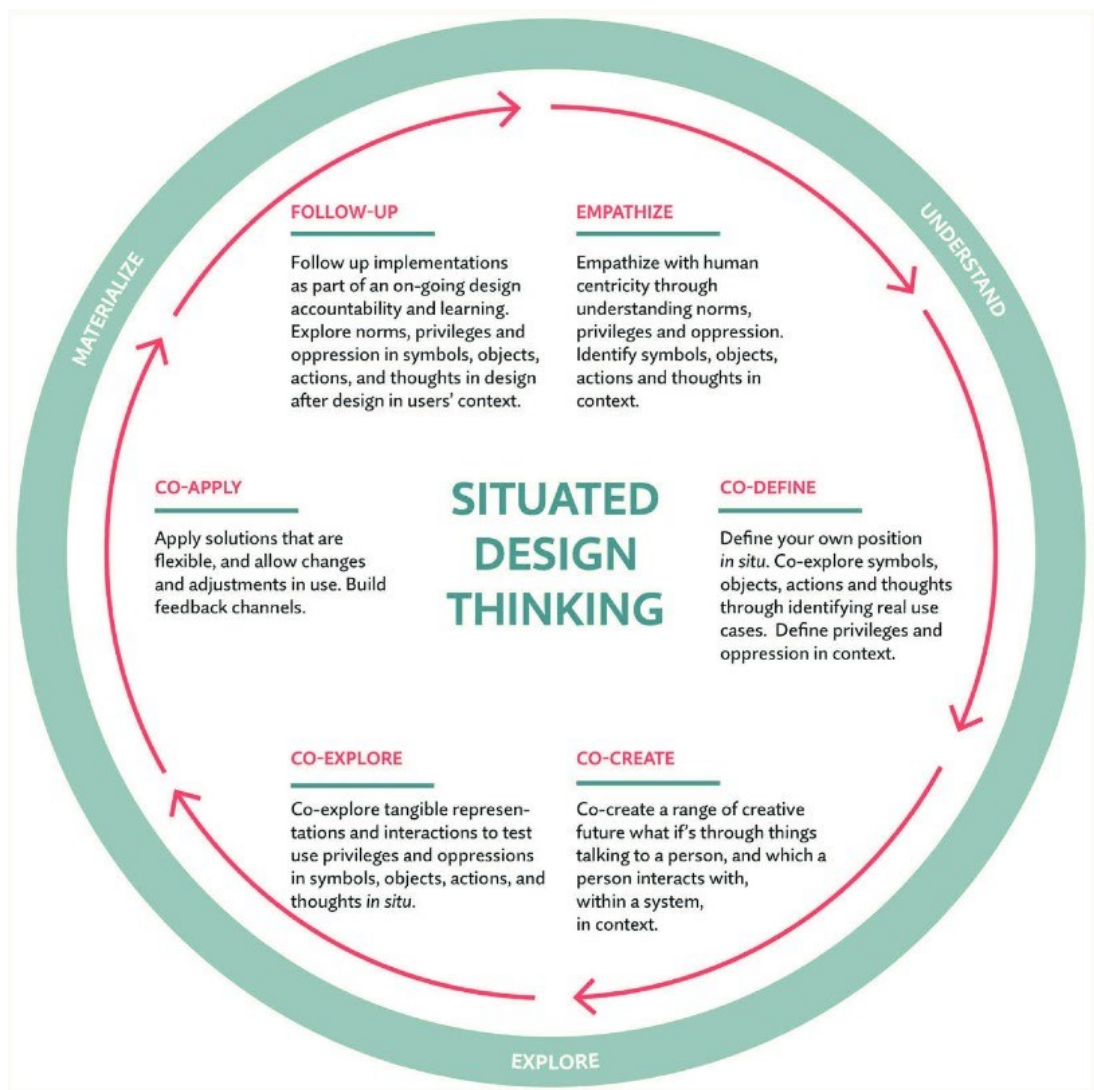 MATERIALIZE
UNDERSTAND
EXPLORE
SITUATED
DESIGN
THINKING
EMPATHIZE
Empathize with human
centricity through
understanding norms,
privileges and oppression.
Identify symbols, objects,
actions and thoughts in
context.
CO-DEFINE
Define your own position
in situ. Co-explore symbols,
objects, actions and thoughts
through identifying real use
cases. Define privileges and
oppression in context.
CO-CREATE
Co-create a range of creative
future what if's through things
talking to a person, and which a
person interacts with,
within a system,
in context.
CO-EXPLORE
Co-explore tangible represen-
tations and interactions to test
use privileges and oppressions
in symbols, objects, actions, and
thoughts in situ.
CO-APPLY
Apply solutions that are
flexible, and allow changes
and adjustments in use. Build
feedback channels.
FOLLOW-UP
Follow up implementations
as part of an on-going design
accountability and learning.
Explore norms, privileges and
oppression in symbols, objects,
actions, and thoughts in design
after design in users' context.